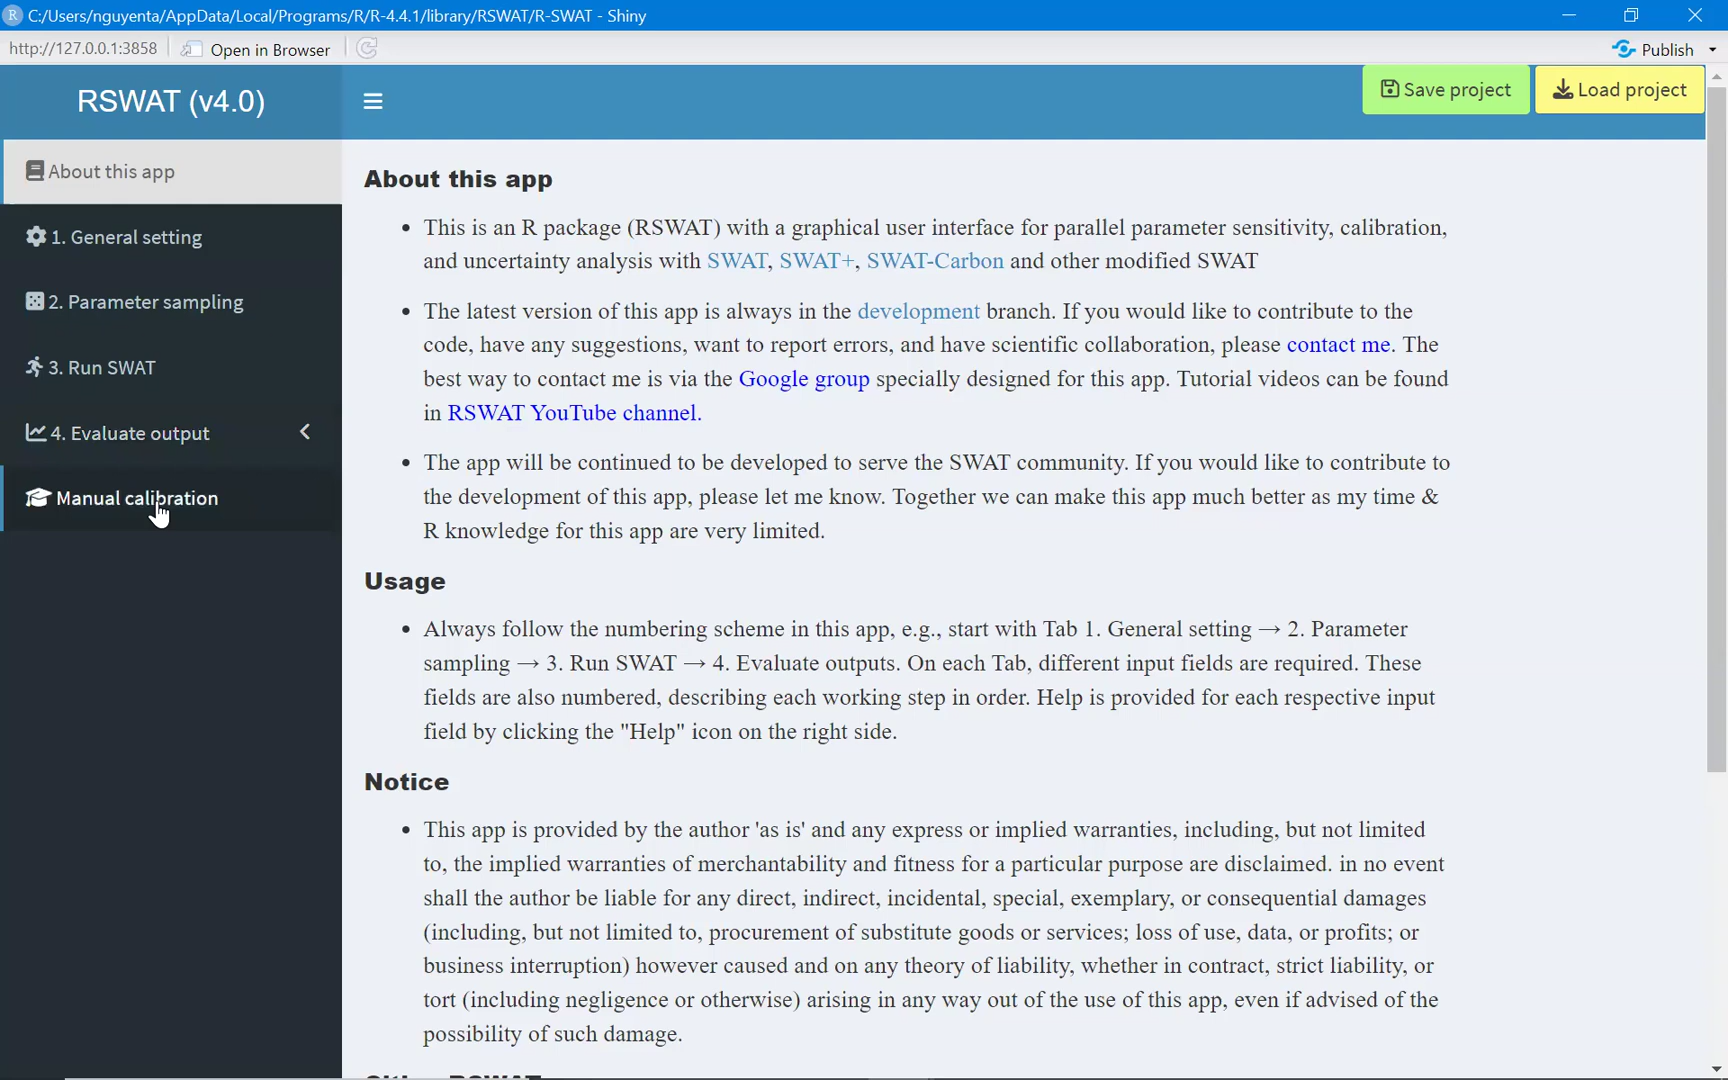 C:/Users/nguyenta/AppData/Local/Programs/R/R-4.4.1/library/RSWAT/R-SWAT - Shiny
http://127.0.0.1:3858
Open in Browser
Publish
RSWAT (v4.0)
Save project
Load project
About this app
1. General setting
2. Parameter sampling
3. Run SWAT
4. Evaluate output
Manual calibration
About this app
• This is an R package (RSWAT) with a graphical user interface for parallel parameter sensitivity, calibration,
and uncertainty analysis with SWAT, SWAT+, SWAT-Carbon and other modified SWAT
• The latest version of this app is always in the development branch. If you would like to contribute to the
code, have any suggestions, want to report errors, and have scientific collaboration, please contact me. The
best way to contact me is via the Google group specially designed for this app. Tutorial videos can be found
in RSWAT YouTube channel.
• The app will be continued to be developed to serve the SWAT community. If you would like to contribute to
the development of this app, please let me know. Together we can make this app much better as my time &
R knowledge for this app are very limited.
Usage
• Always follow the numbering scheme in this app, e.g., start with Tab 1. General setting → 2. Parameter
sampling → 3. Run SWAT → 4. Evaluate outputs. On each Tab, different input fields are required. These
fields are also numbered, describing each working step in order. Help is provided for each respective input
field by clicking the "Help" icon on the right side.
Notice
• This app is provided by the author 'as is' and any express or implied warranties, including, but not limited
to, the implied warranties of merchantability and fitness for a particular purpose are disclaimed. in no event
shall the author be liable for any direct, indirect, incidental, special, exemplary, or consequential damages
(including, but not limited to, procurement of substitute goods or services; loss of use, data, or profits; or
business interruption) however caused and on any theory of liability, whether in contract, strict liability, or
tort (including negligence or otherwise) arising in any way out of the use of this app, even if advised of the
possibility of such damage.